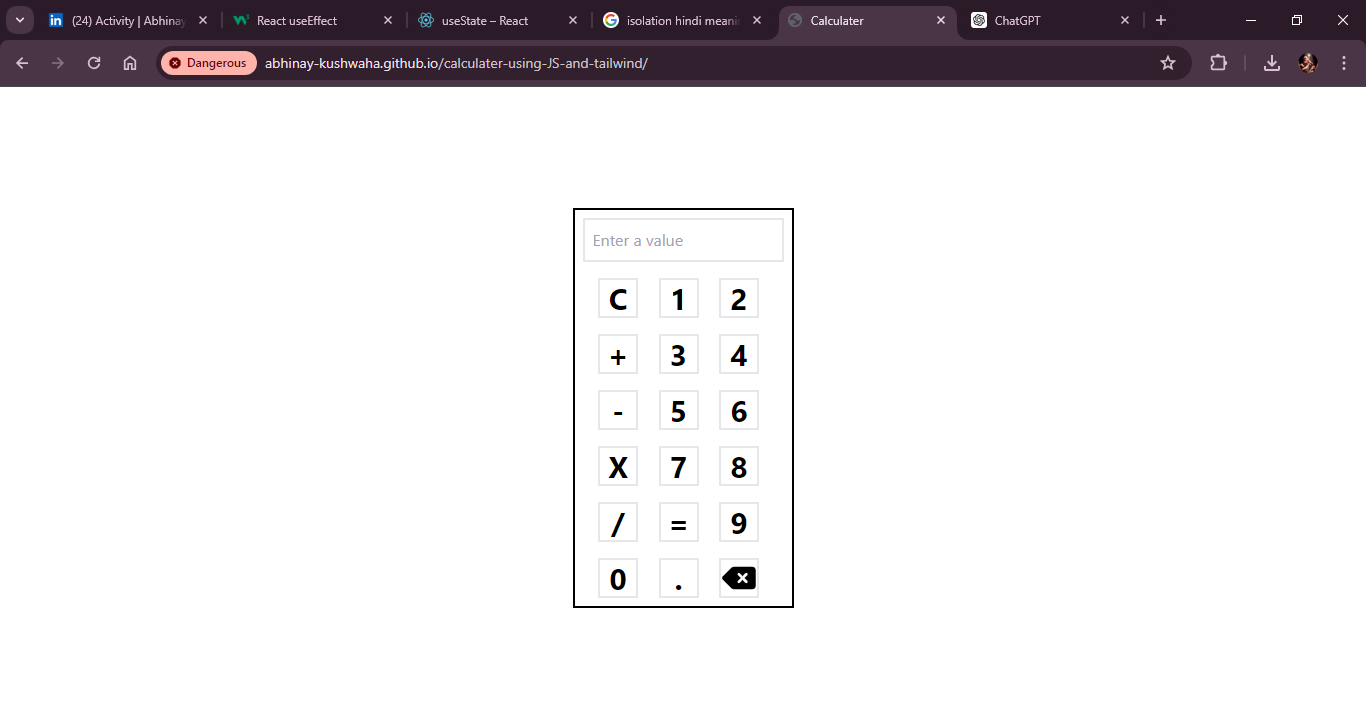 (24) Activity | Abhinay
React useEffect
useState – React
isolation hindi meanin
Calculater
ChatGPT
Dangerous
abhinay-kushwaha.github.io/calculater-using-JS-and-tailwind/
Enter a value
C 1 2
+ 3 4
- 5 6
X 7 8
/ = 9
0 .